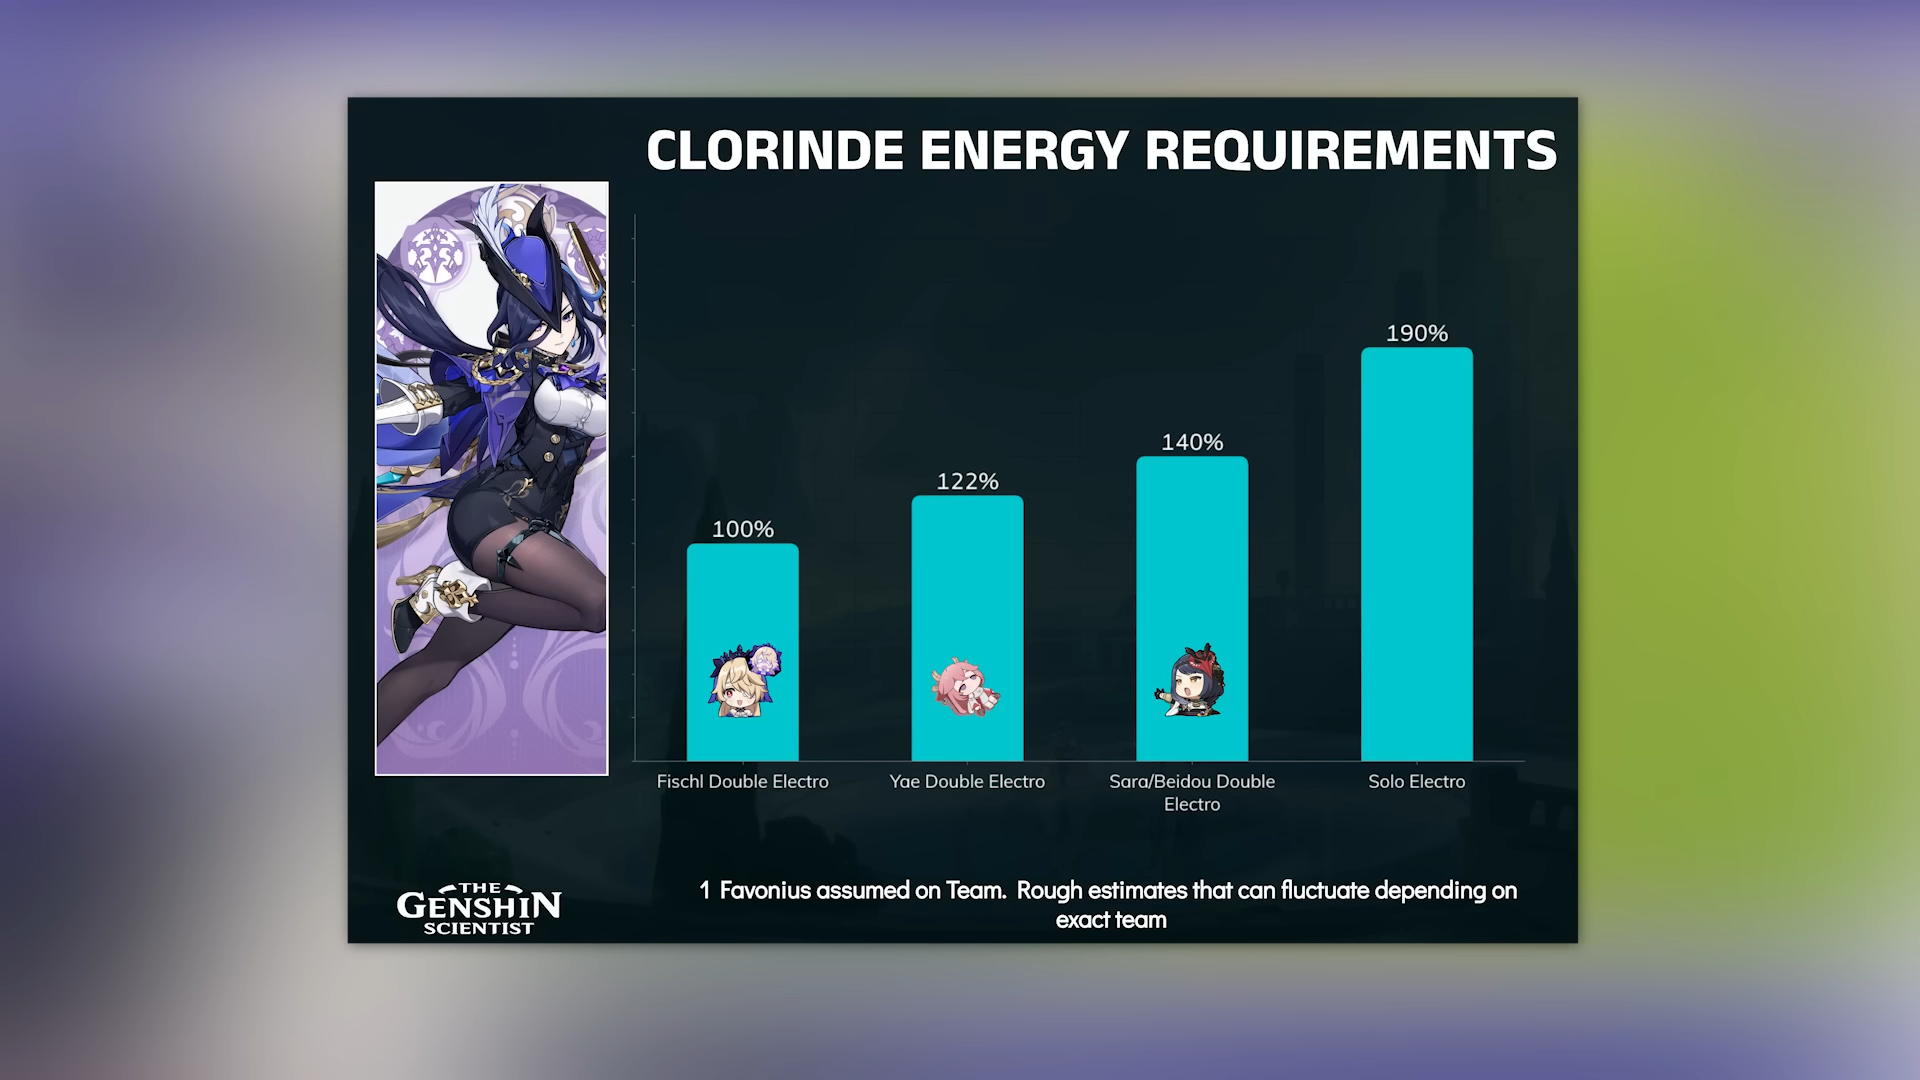 CLORINDE ENERGY REQUIREMENTS
100%
122%
140%
190%
Fischl Double Electro
Yae Double Electro
Sara/Beidou Double
Electro
Solo Electro
1 Favonius assumed on Team. Rough estimates that can fluctuate depending on
exact team
THE
GENSHIN
SCIENTIST